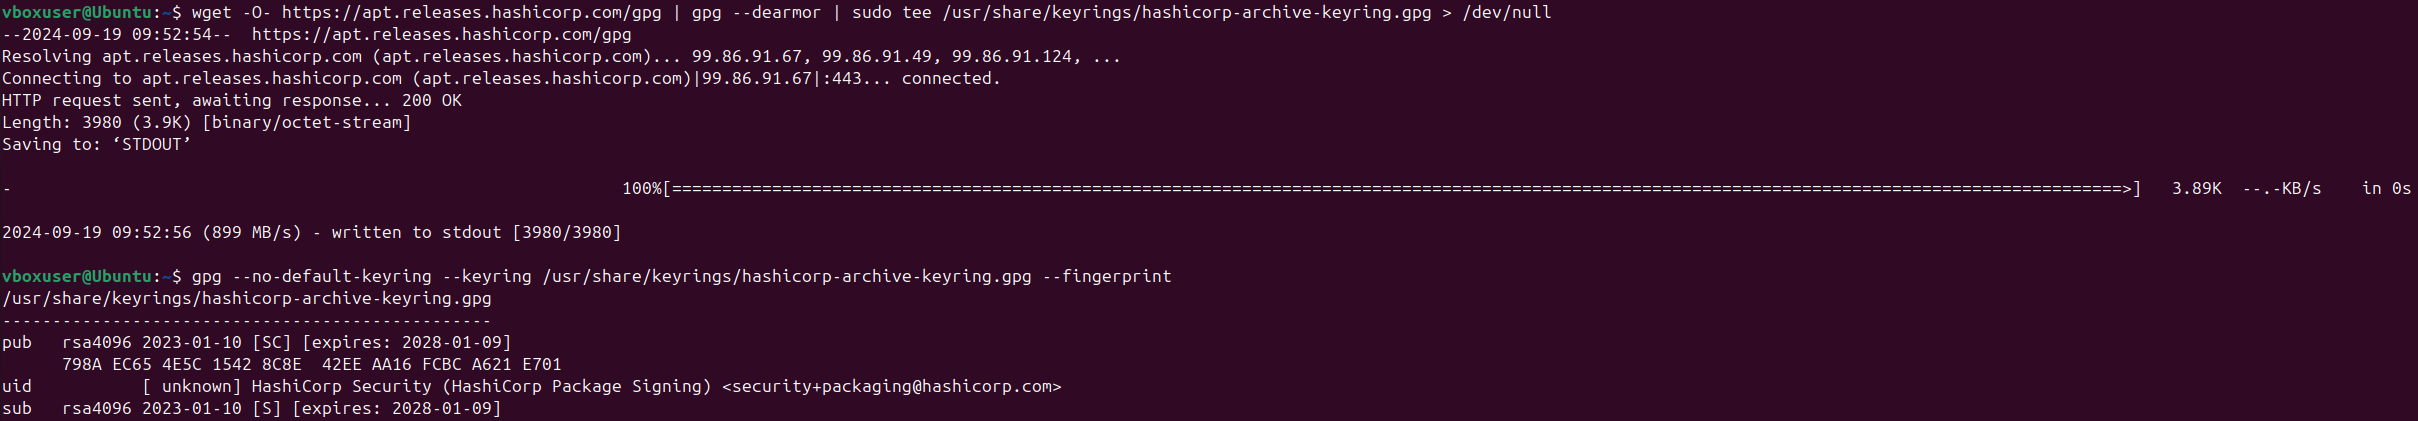 vboxuser@Ubuntu:~$ wget -O- https://apt.releases.hashicorp.com/gpg | gpg --dearmor | sudo tee /usr/share/keyrings/hashicorp-archive-keyring.gpg > /dev/null
--2024-09-19 09:52:54--  https://apt.releases.hashicorp.com/gpg
Resolving apt.releases.hashicorp.com (apt.releases.hashicorp.com)... 99.86.91.67, 99.86.91.49, 99.86.91.124, ...
Connecting to apt.releases.hashicorp.com (apt.releases.hashicorp.com)|99.86.91.67|:443... connected.
HTTP request sent, awaiting response... 200 OK
Length: 3980 (3.9K) [binary/octet-stream]
Saving to: ‘STDOUT’
-                                                             100%[=================================================================================================================================================>]   3.89K  --.-KB/s    in 0s
2024-09-19 09:52:56 (899 MB/s) - written to stdout [3980/3980]
vboxuser@Ubuntu:~$ gpg --no-default-keyring --keyring /usr/share/keyrings/hashicorp-archive-keyring.gpg --fingerprint
/usr/share/keyrings/hashicorp-archive-keyring.gpg
-------------------------------------------------
pub   rsa4096 2023-01-10 [SC] [expires: 2028-01-09]
      798A EC65 4E5C 1542 8C8E  42EE AA16 FCBC A621 E701
uid           [ unknown] HashiCorp Security (HashiCorp Package Signing) <security+packaging@hashicorp.com>
sub   rsa4096 2023-01-10 [S] [expires: 2028-01-09]